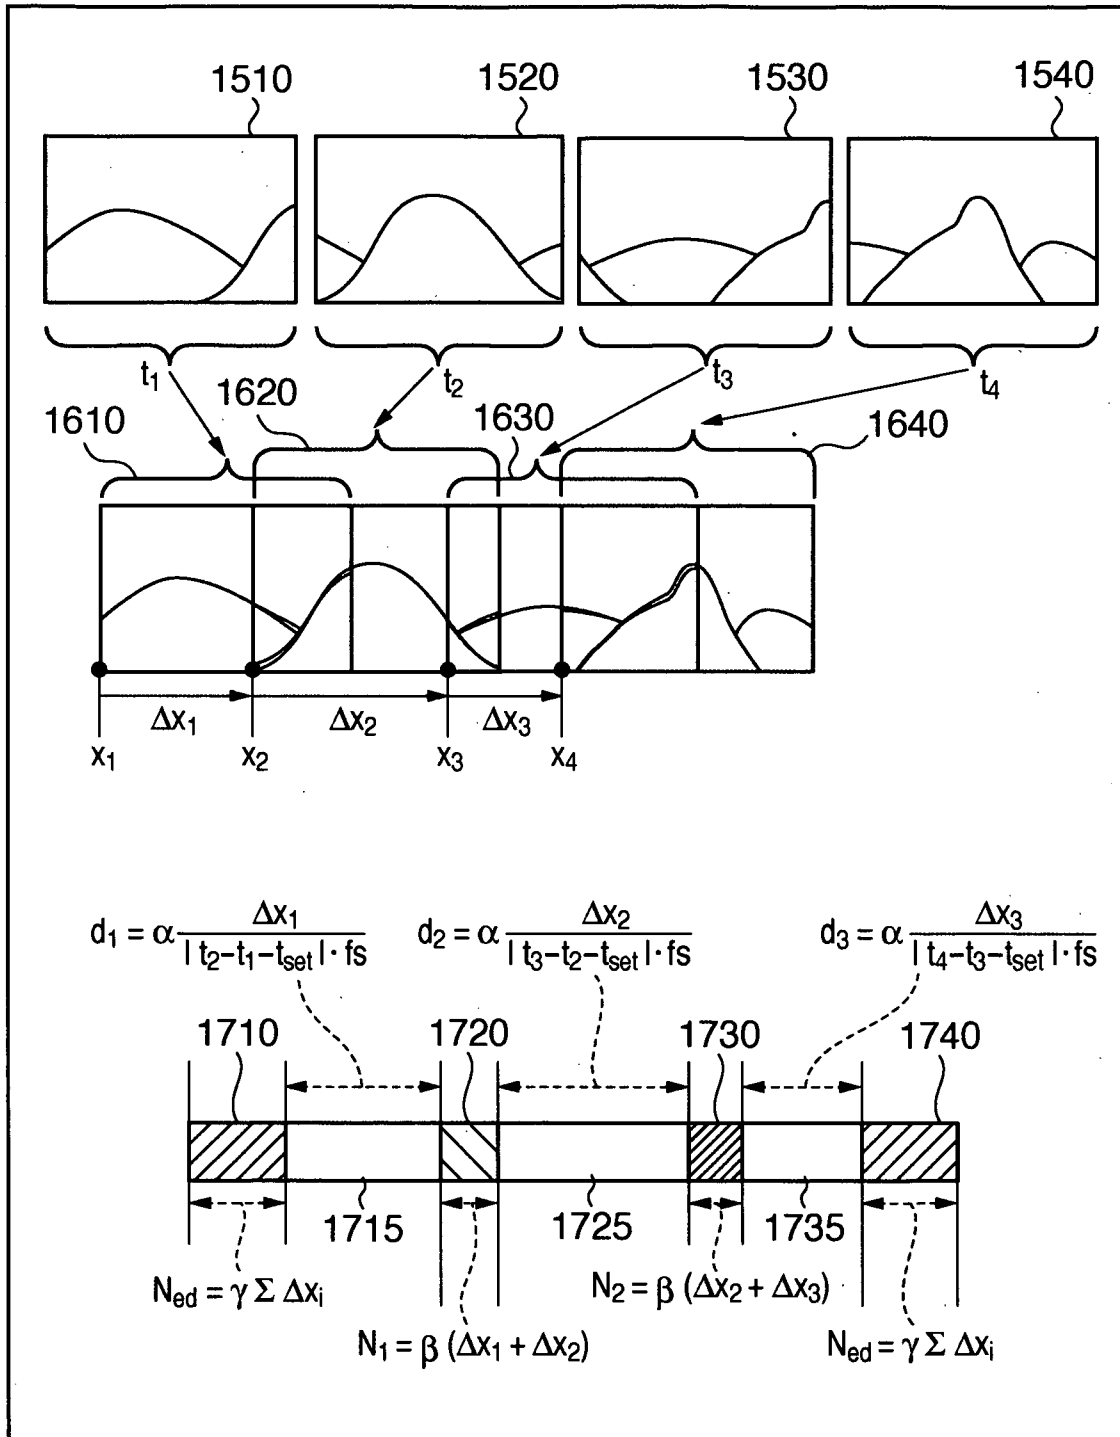 1510 1520 1530 1540
t1 t2 t3 t4
1610 1620 1630 1640
Δx1 Δx2 Δx3
x1 x2 x3 x4
d1 = α Δx1 / | t2–t1–tset | · fs
d2 = α Δx2 / | t3–t2–tset | · fs
d3 = α Δx3 / | t4–t3–tset | · fs
1710 1720 1730 1740
1715 1725 1735
Ned = γ Σ Δxi
N1 = β (Δx1 + Δx2)
N2 = β (Δx2 + Δx3)
Ned = γ Σ Δxi